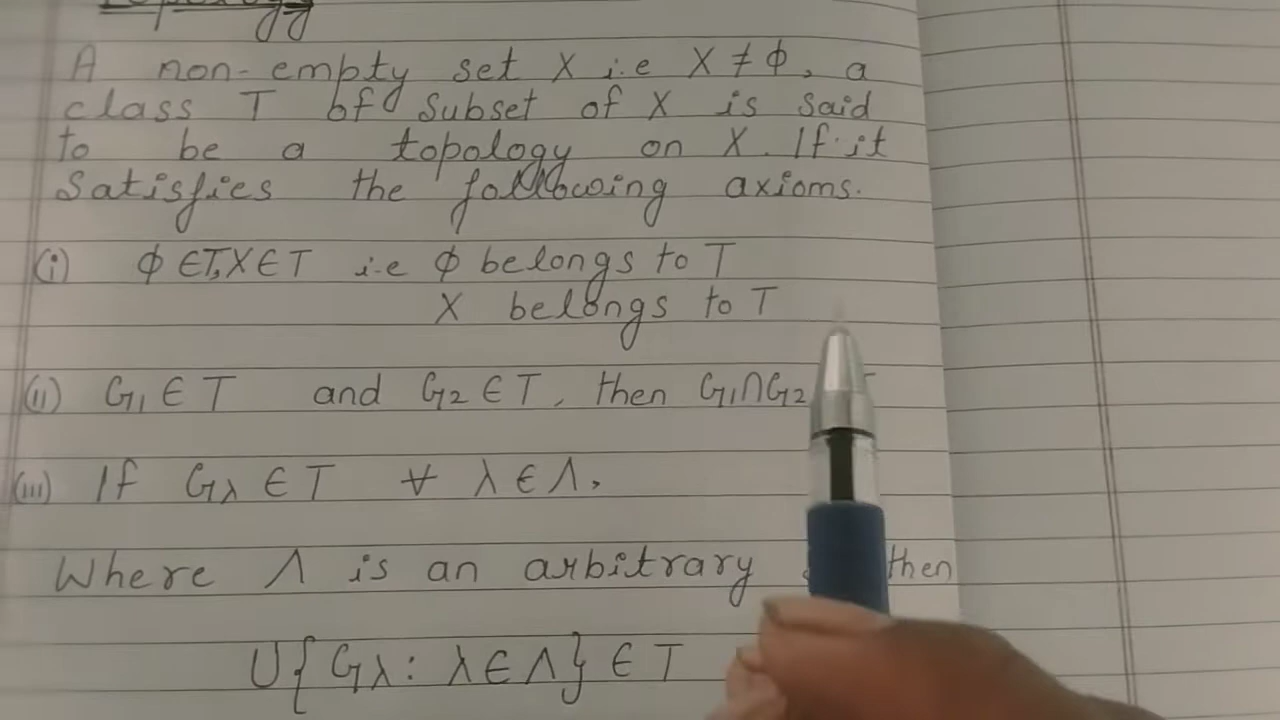 Topology
A non-empty set X i.e X ≠ ϕ, a
class T of subset of X is said
to be a topology on X. If it
Satisfies the following axioms.
(i) ϕ ∈ T, X ∈ T i.e ϕ belongs to T
X belongs to T
(ii) G₁ ∈ T and G₂ ∈ T, then G₁∩G₂ T
(iii) If Gλ ∈ T ∀ λ ∈ Λ,
Where Λ is an arbitrary then
U{Gλ : λ ∈ Λ} ∈ T